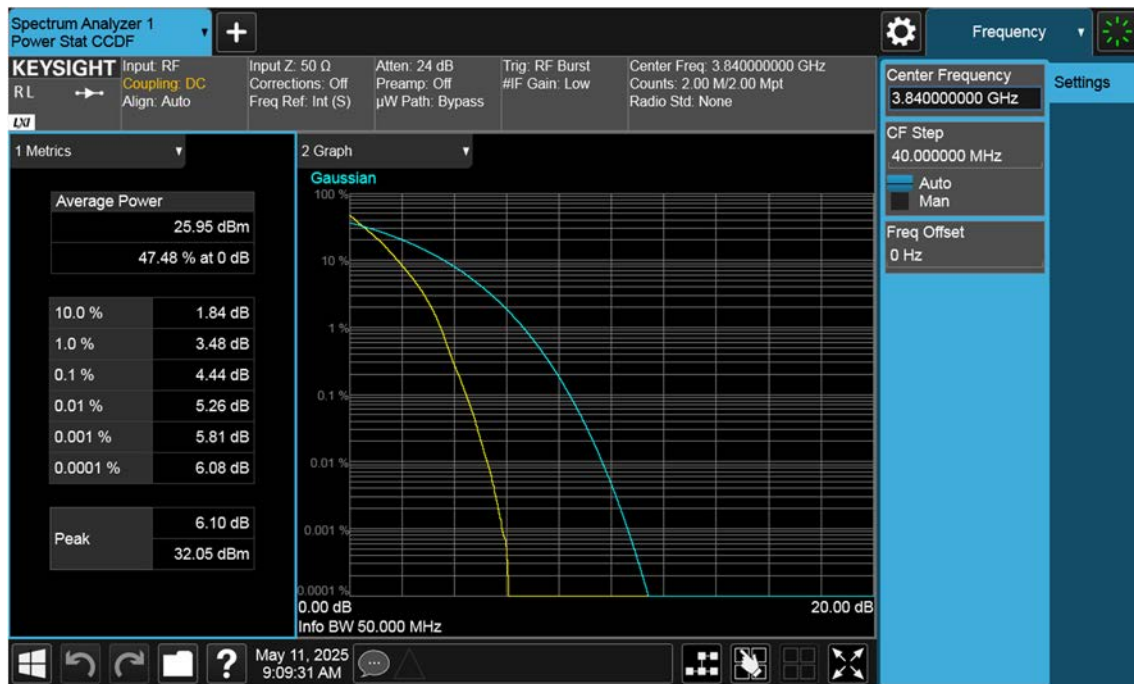 Spectrum Analyzer 1
Power Stat CCDF
+
Frequency
KEYSIGHT
RL
LXI
Input: RF
Coupling: DC
Align: Auto
Input Z: 50 Ω
Corrections: Off
Freq Ref: Int (S)
Atten: 24 dB
Preamp: Off
µW Path: Bypass
Trig: RF Burst
#IF Gain: Low
Center Freq: 3.840000000 GHz
Counts: 2.00 M/2.00 Mpt
Radio Std: None
Center Frequency
3.840000000 GHz
Settings
CF Step
40.000000 MHz
Auto
Man
Freq Offset
0 Hz
1 Metrics
Average Power
25.95 dBm
47.48 % at 0 dB
10.0 % 1.84 dB
1.0 % 3.48 dB
0.1 % 4.44 dB
0.01 % 5.26 dB
0.001 % 5.81 dB
0.0001 % 6.08 dB
Peak
6.10 dB
32.05 dBm
2 Graph
Gaussian
100 %
10 %
1 %
0.1 %
0.01 %
0.001 %
0.0001 %
0.00 dB 20.00 dB
Info BW 50.000 MHz
?
May 11, 2025
9:09:31 AM